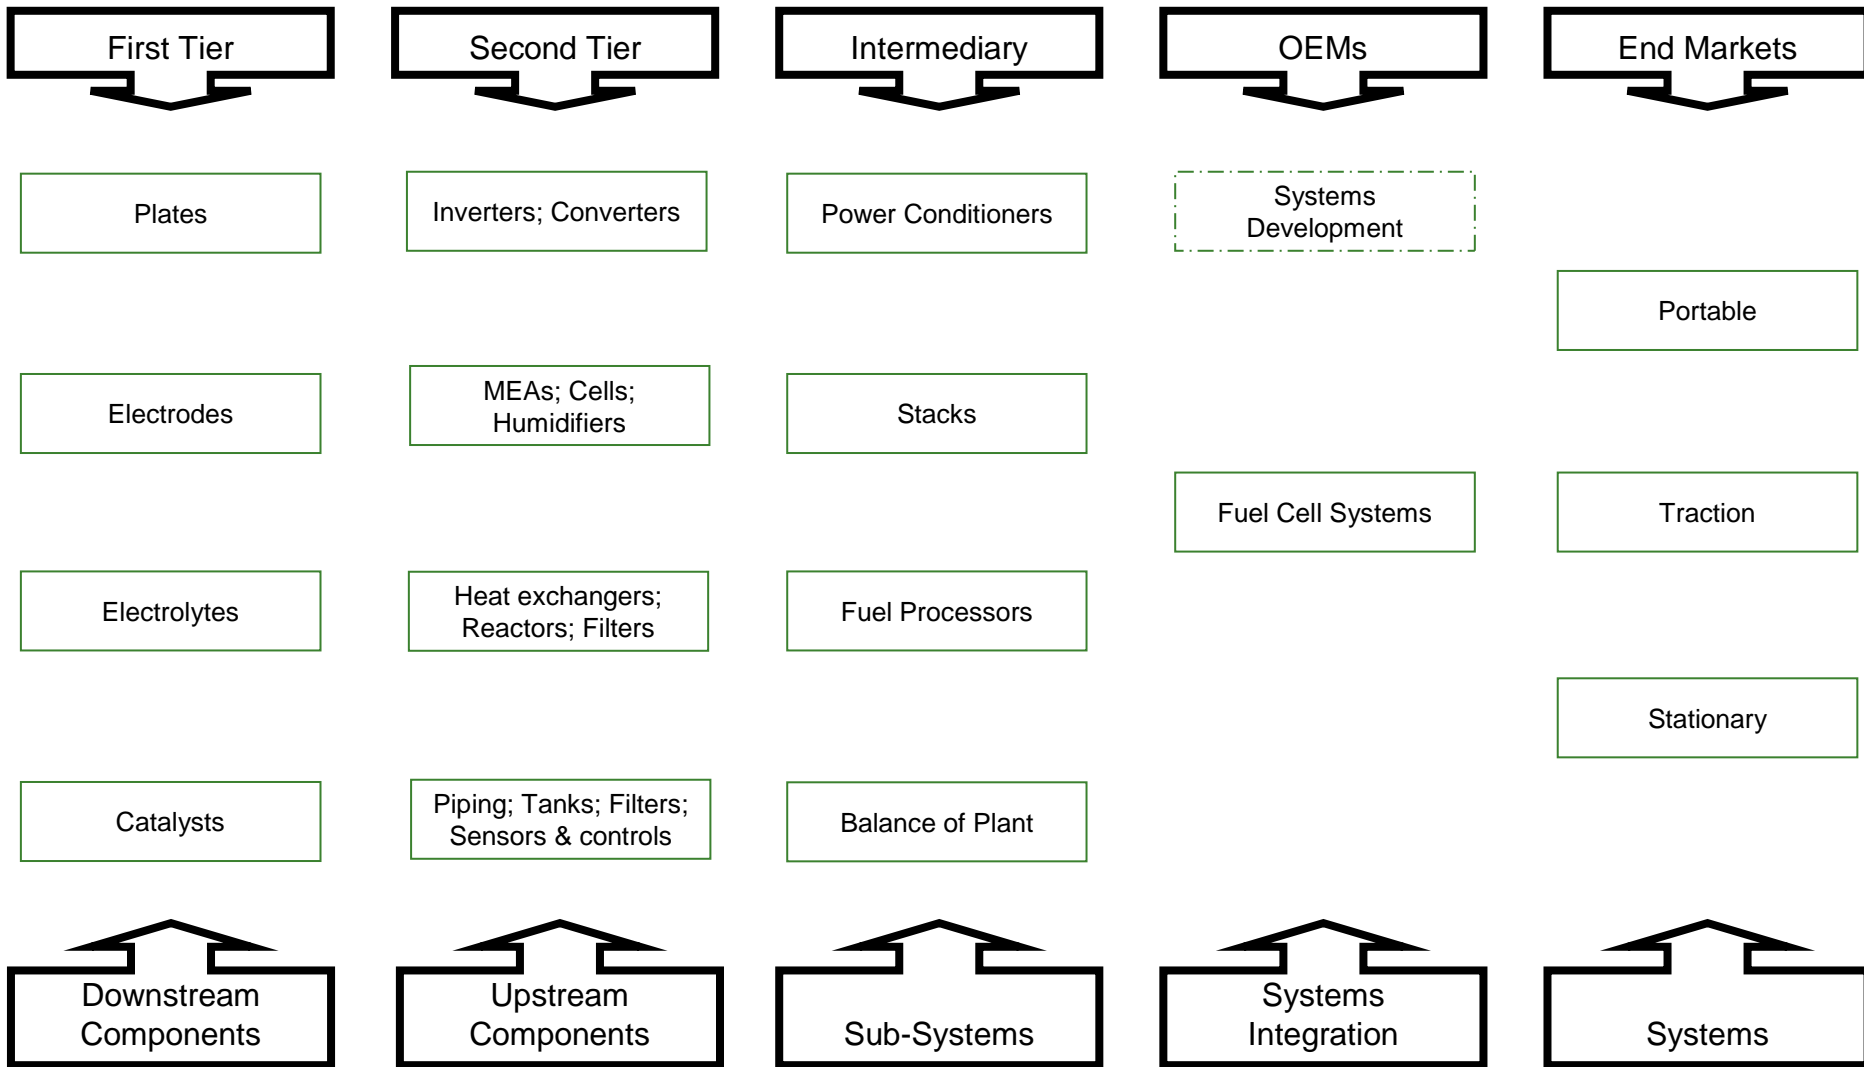 First Tier
Second Tier
Intermediary
OEMs
End Markets
Plates
Inverters; Converters
Power Conditioners
Systems
Development
Portable
Electrodes
MEAs; Cells;
Humidifiers
Stacks
Fuel Cell Systems
Traction
Electrolytes
Heat exchangers;
Reactors; Filters
Fuel Processors
Stationary
Catalysts
Piping; Tanks; Filters;
Sensors & controls
Balance of Plant
Downstream
Components
Upstream
Components
Sub-Systems
Systems
Integration
Systems